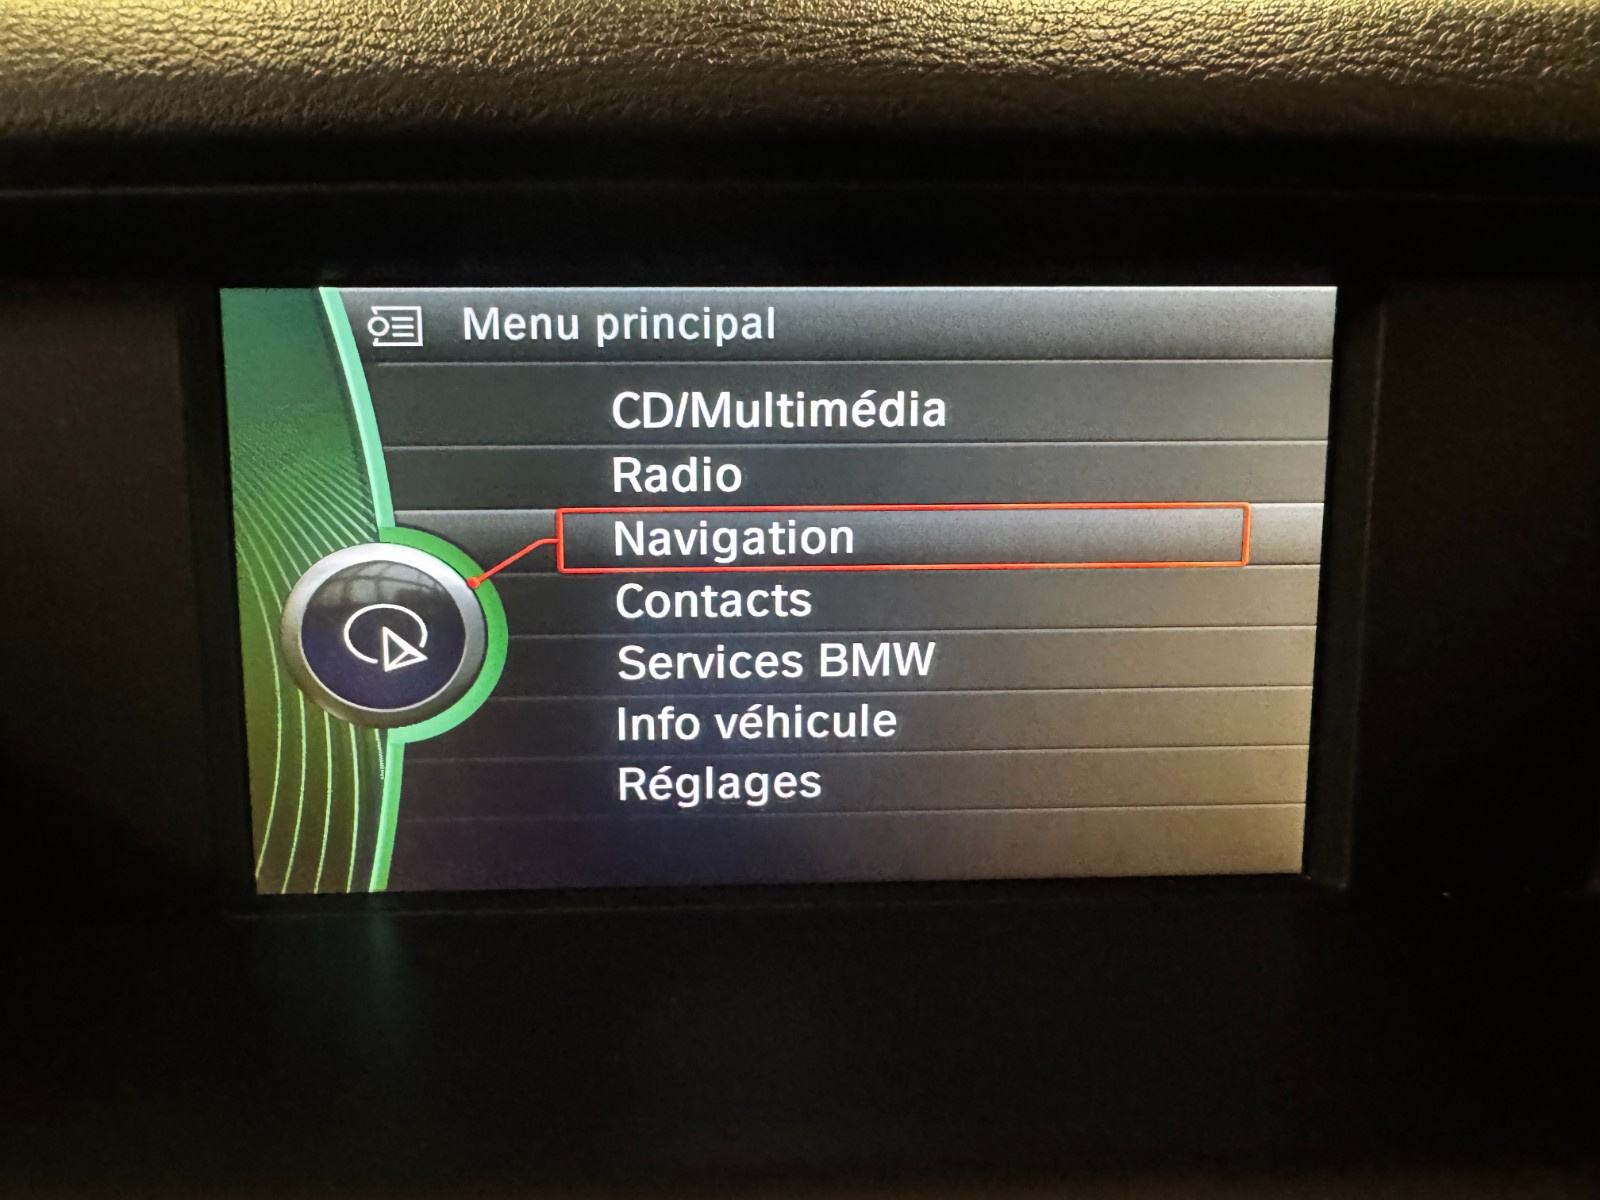 Menu principal
CD/Multimédia
Radio
Navigation
Contacts
Services BMW
Info véhicule
Réglages